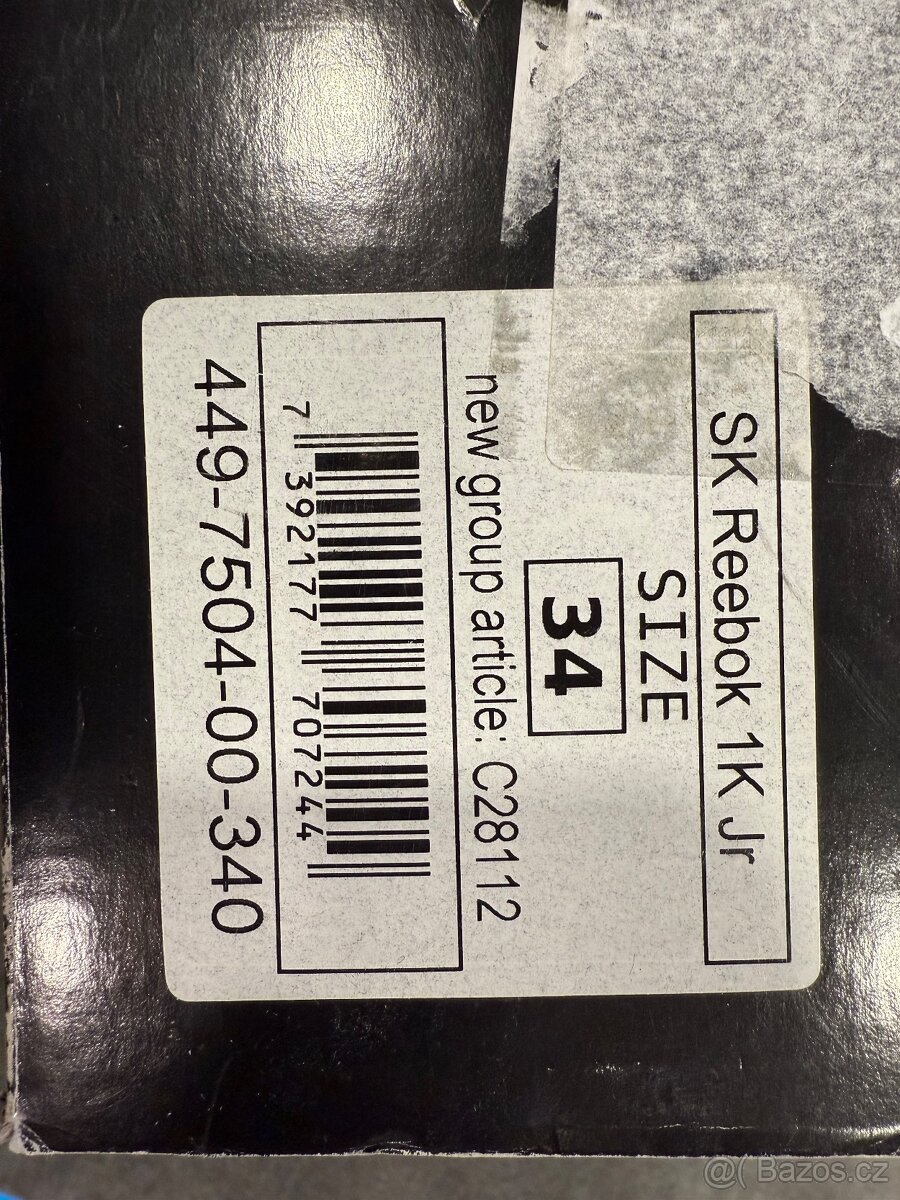 SK Reebok 1K Jr
SIZE
34
new group article: C28112
7 392177 707244
449-7504-00-340
@( Bazos.cz